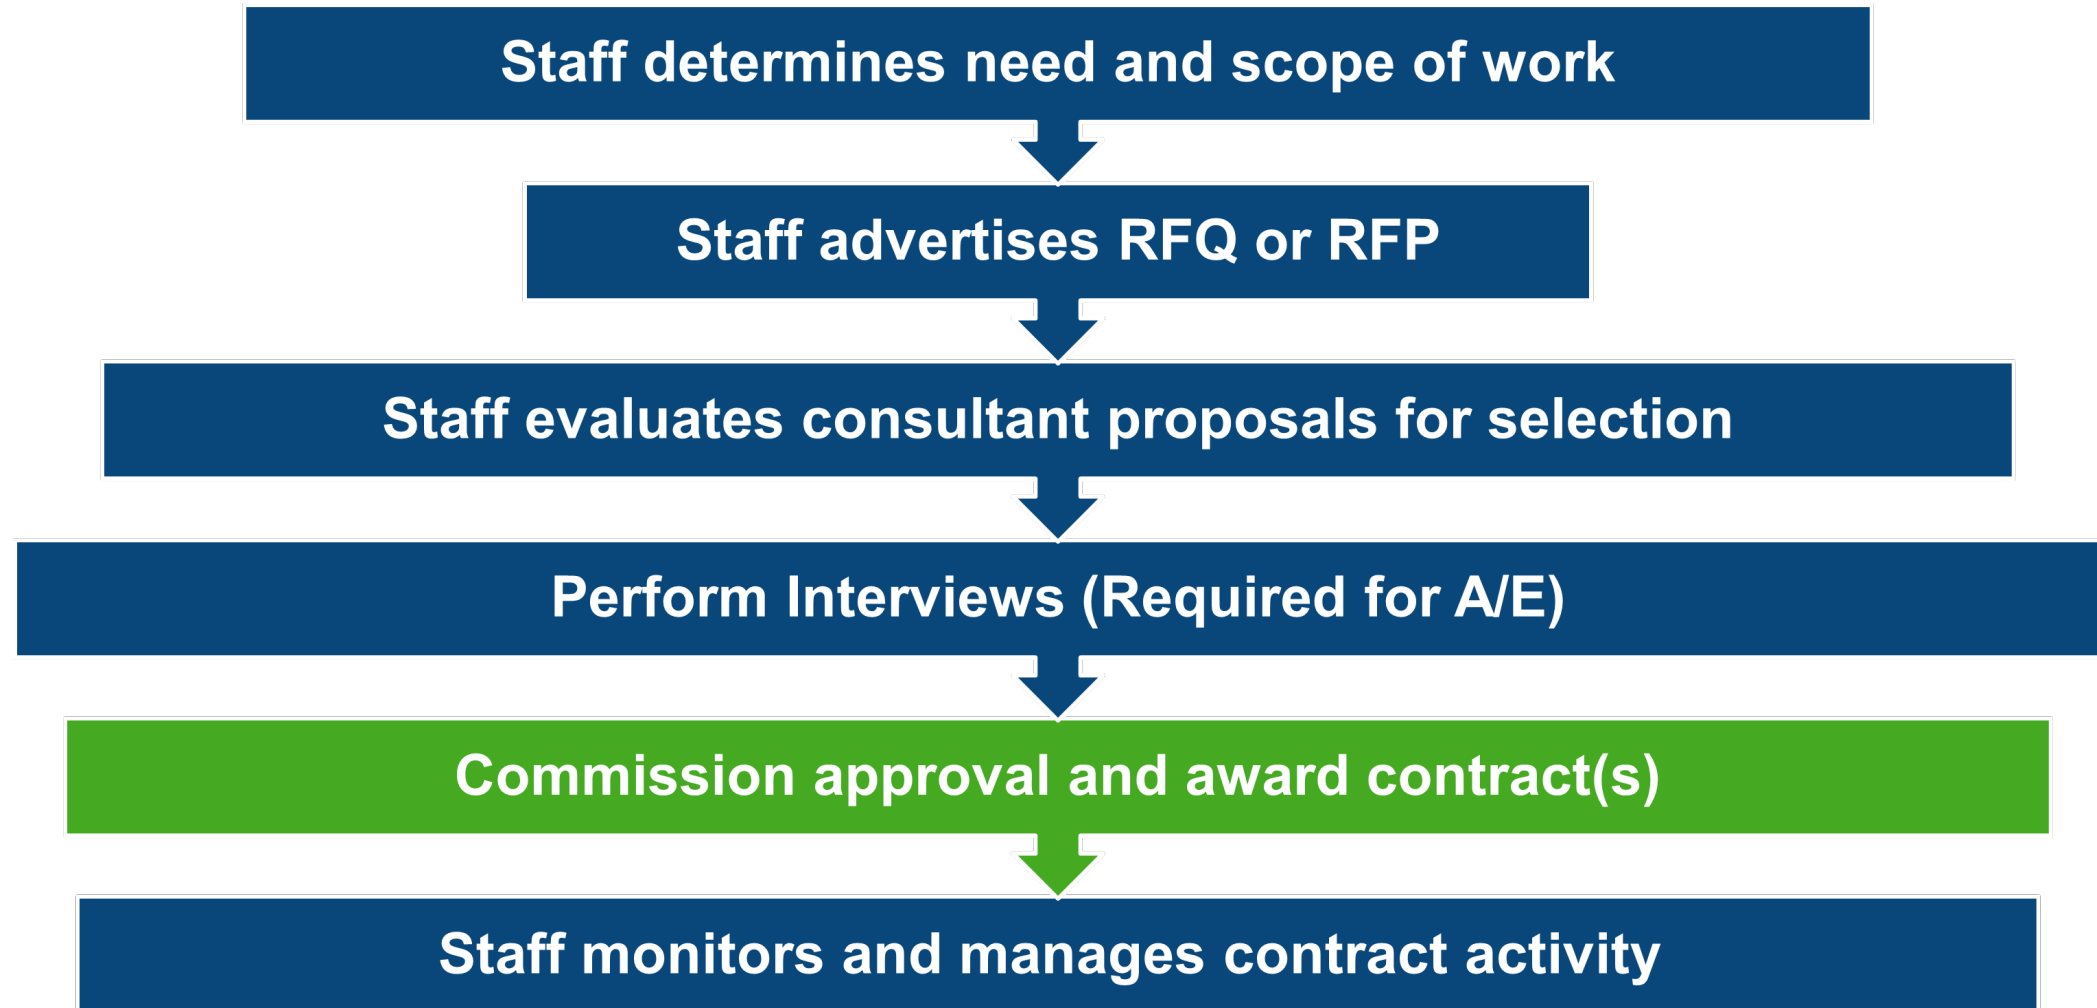 Staff determines need and scope of work
Staff advertises RFQ or RFP
Staff evaluates consultant proposals for selection
Perform Interviews (Required for A/E)
Commission approval and award contract(s)
Staff monitors and manages contract activity